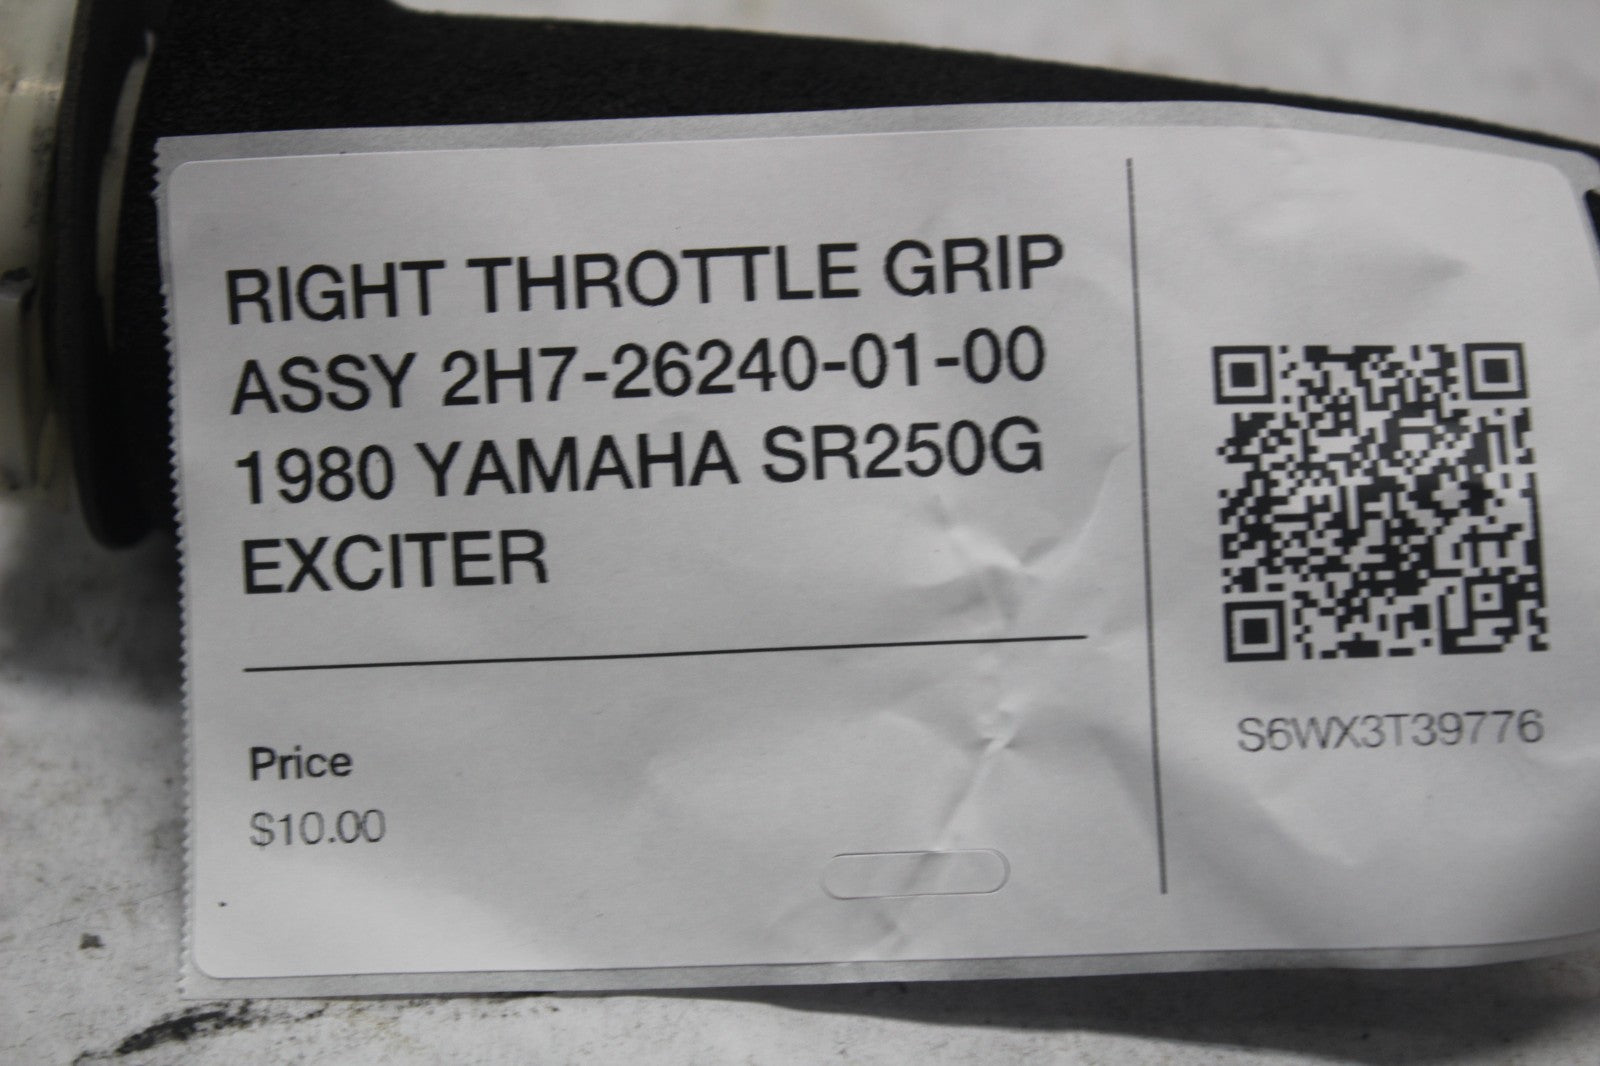 RIGHT THROTTLE GRIP
ASSY 2H7-26240-01-00
1980 YAMAHA SR250G
EXCITER
Price
$10.00
S6WX3T39776